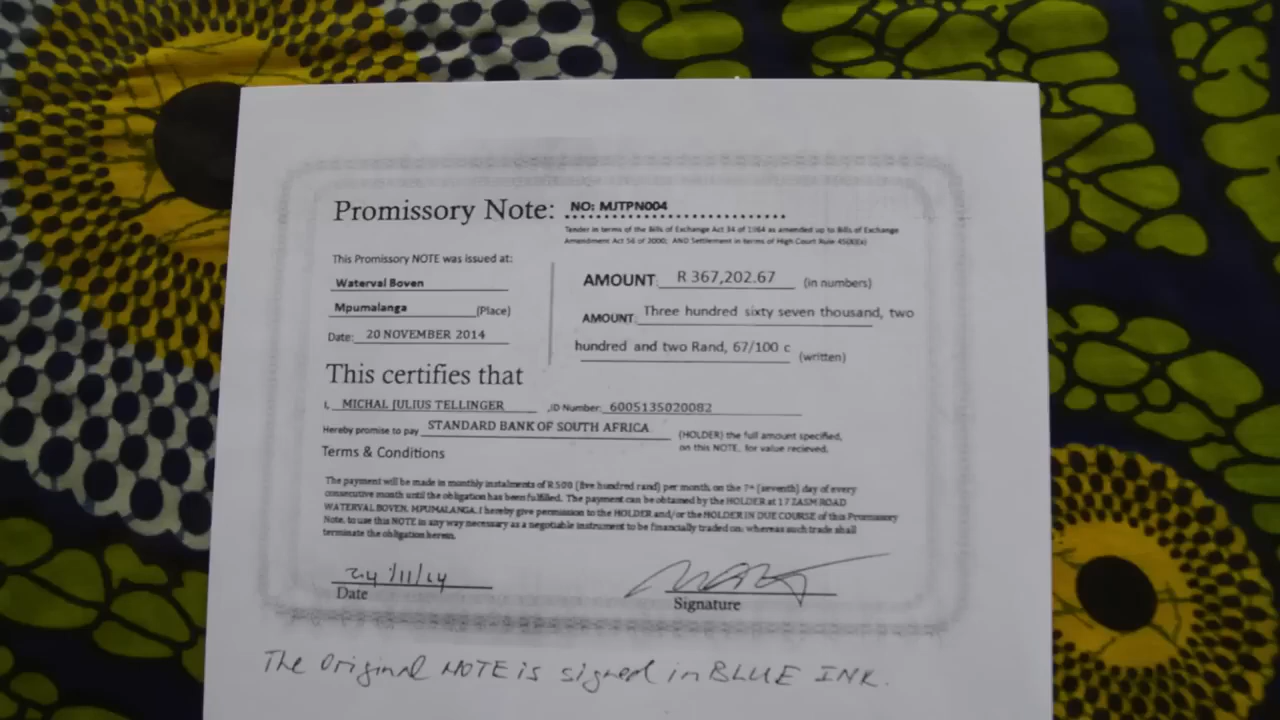 Promissory Note: NO: MJTPN004
Tender in terms of the Bills of Exchange Act 34 of 1964 as amended up to Bills of Exchange
Amendment Act 56 of 2000; AND Settlement in terms of High Court Rule
This Promissory NOTE was issued at:
Waterval Boven
Mpumalanga (Place)
Date: 20 NOVEMBER 2014
AMOUNT: R 367,202.67 (in numbers)
AMOUNT: Three hundred sixty seven thousand, two
hundred and two Rand, 67/100 c (written)
This certifies that
I, MICHAL JULIUS TELLINGER ,ID Number: 6005135020082
Hereby promise to pay STANDARD BANK OF SOUTH AFRICA (HOLDER) the full amount specified,
on this NOTE, for value recieved.
Terms & Conditions
The payment will be made in monthly instalments of R500 (five hundred rand) per month, on the 7th (seventh) day of every
consecutive month until the obligation has been fulfilled. The payment can be obtained by the HOLDER at 17 ZASM ROAD
WATERVAL BOVEN, MPUMALANGA. I hereby give permission to the HOLDER and/or the HOLDER IN DUE COURSE of this Promissory
Note, to use this NOTE in any way necessary as a negotiable instrument to be financially traded on; whereas such trade shall
terminate the obligation herein.
24/11/14
Date
Signature
The Original NOTE is signed in BLUE INK.